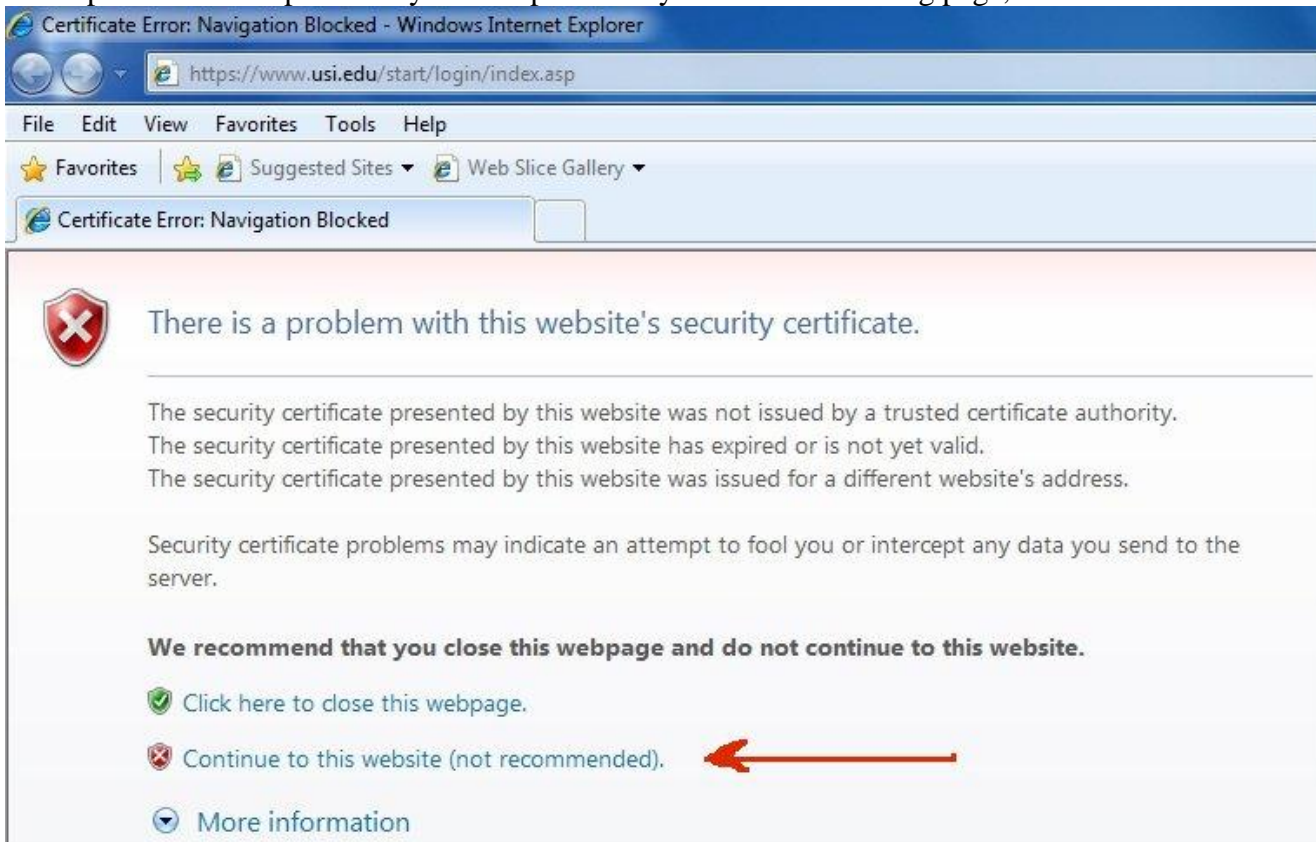 Certificate Error: Navigation Blocked - Windows Internet Explorer
https://www.usi.edu/start/login/index.asp
File Edit View Favorites Tools Help
Favorites Suggested Sites Web Slice Gallery
Certificate Error: Navigation Blocked
There is a problem with this website's security certificate.
The security certificate presented by this website was not issued by a trusted certificate authority.
The security certificate presented by this website has expired or is not yet valid.
The security certificate presented by this website was issued for a different website's address.
Security certificate problems may indicate an attempt to fool you or intercept any data you send to the
server.
We recommend that you close this webpage and do not continue to this website.
Click here to close this webpage.
Continue to this website (not recommended).
More information